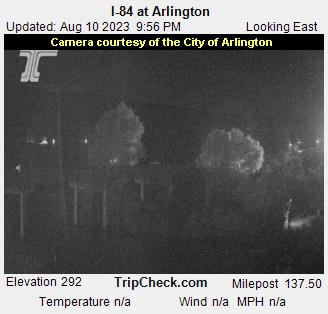 I-84 at Arlington
Updated: Aug 10 2023 9:56 PM Looking East
Camera courtesy of the City of Arlington
Elevation 292 TripCheck.com Milepost 137.50
Temperature n/a Wind n/a MPH n/a